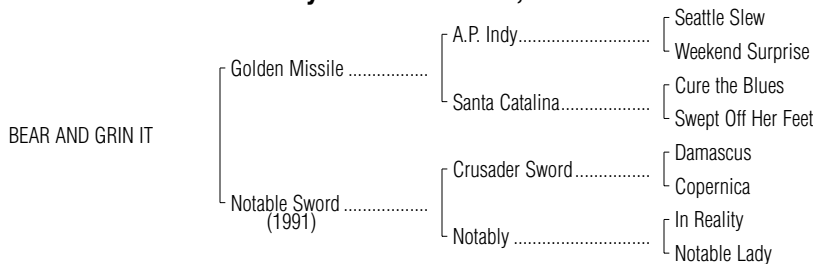 Seattle Slew
A.P. Indy..............................
Weekend Surprise
Golden Missile ..................
Cure the Blues
Santa Catalina......................
Swept Off Her Feet
BEAR AND GRIN IT
Damascus
Crusader Sword...................
Copernica
Notable Sword ...................
(1991)
In Reality
Notably ..............................
Notable Lady